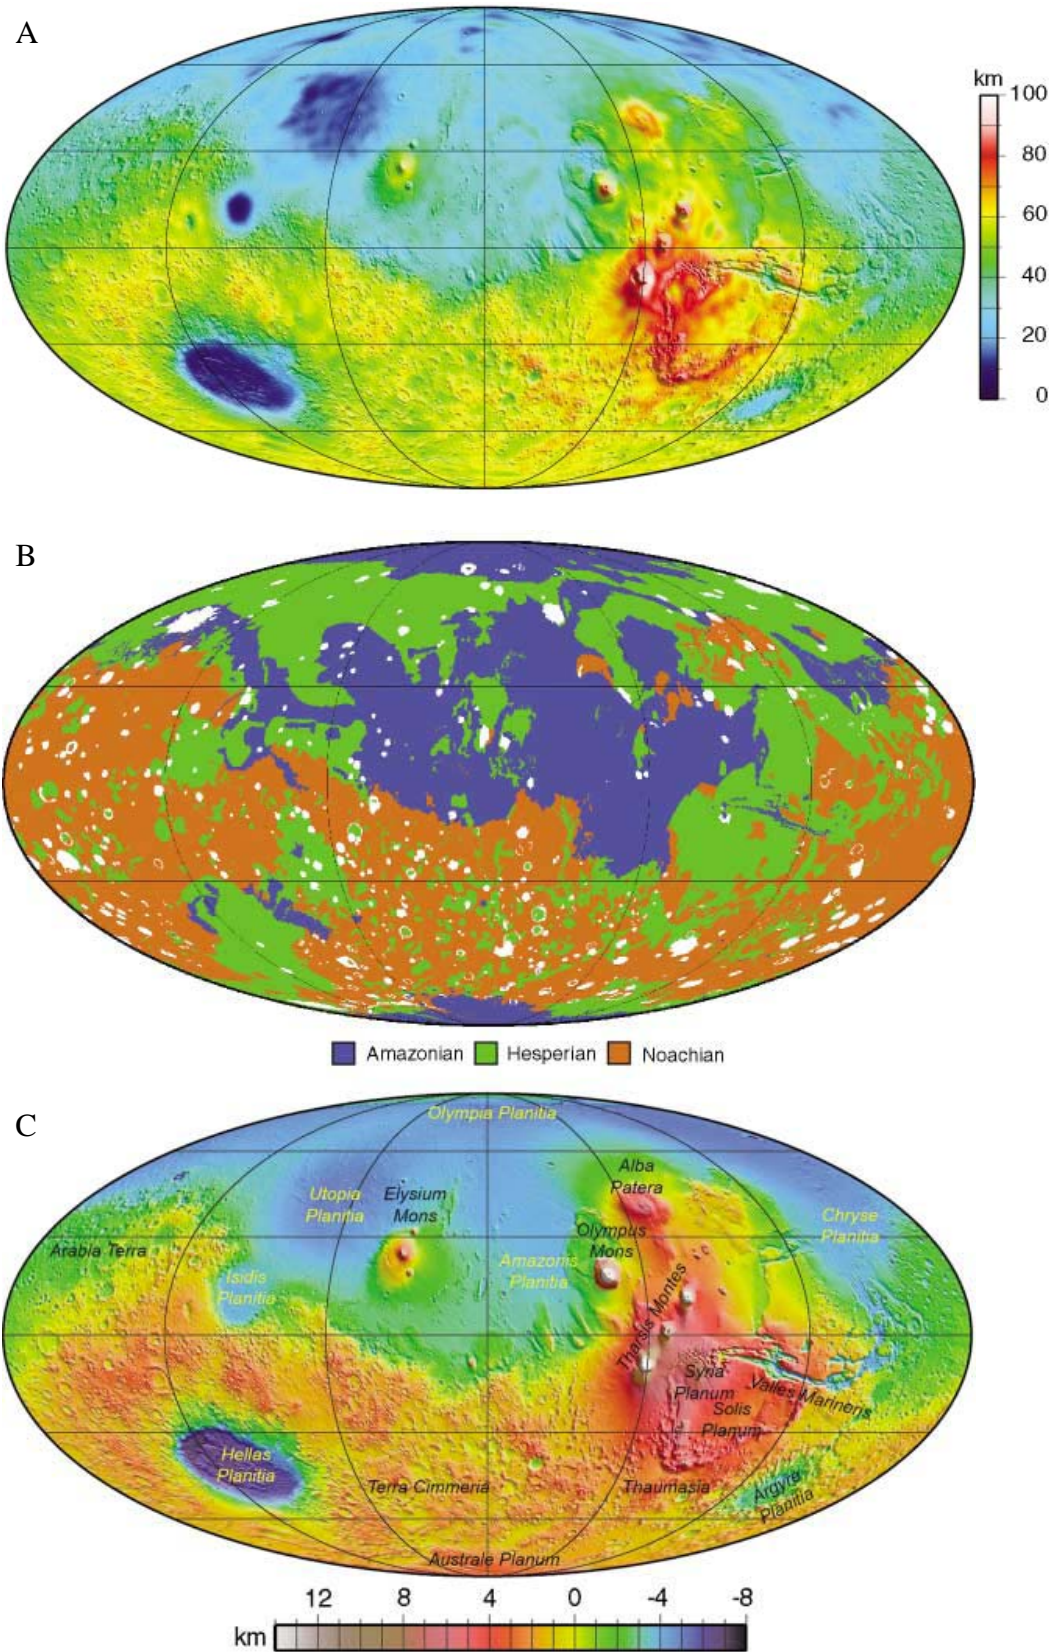 A
km
100
80
60
40
20
0
B
Amazonian Hesperian Noachian
C
Olympia Planitia
Alba
Patera
Utopia
Planitia
Elysium
Mons
Chryse
Planitia
Olympus
Mons
Arabia Terra
Amazonis
Planitia
Isidis
Planitia
Tharsis Montes
Syria
Planum
Valles Marineris
Solis
Planum
Hellas
Planitia
Terra Cimmeria
Thaumasia
Argyre
Planitia
Australe Planum
12 8 4 0 -4 -8
km